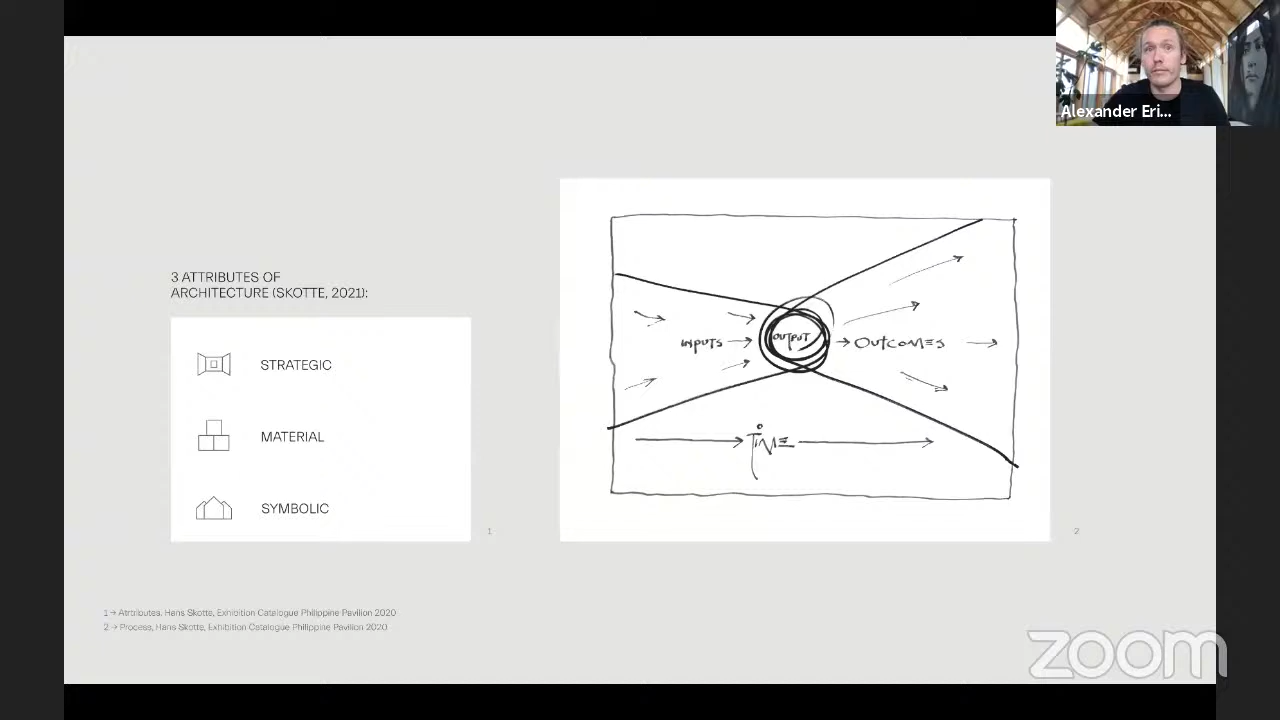 Alexander Eri...
3 ATTRIBUTES OF
ARCHITECTURE (SKOTTE, 2021):
STRATEGIC
MATERIAL
SYMBOLIC
1
INPUTS
OUTPUT
OUTCOMES
TIME
2
1 → Atrributes. Hans Skotte, Exhibition Catalogue Philippine Pavilion 2020
2 → Process, Hans Skotte, Exhibition Catalogue Philippine Pavilion 2020
zoom